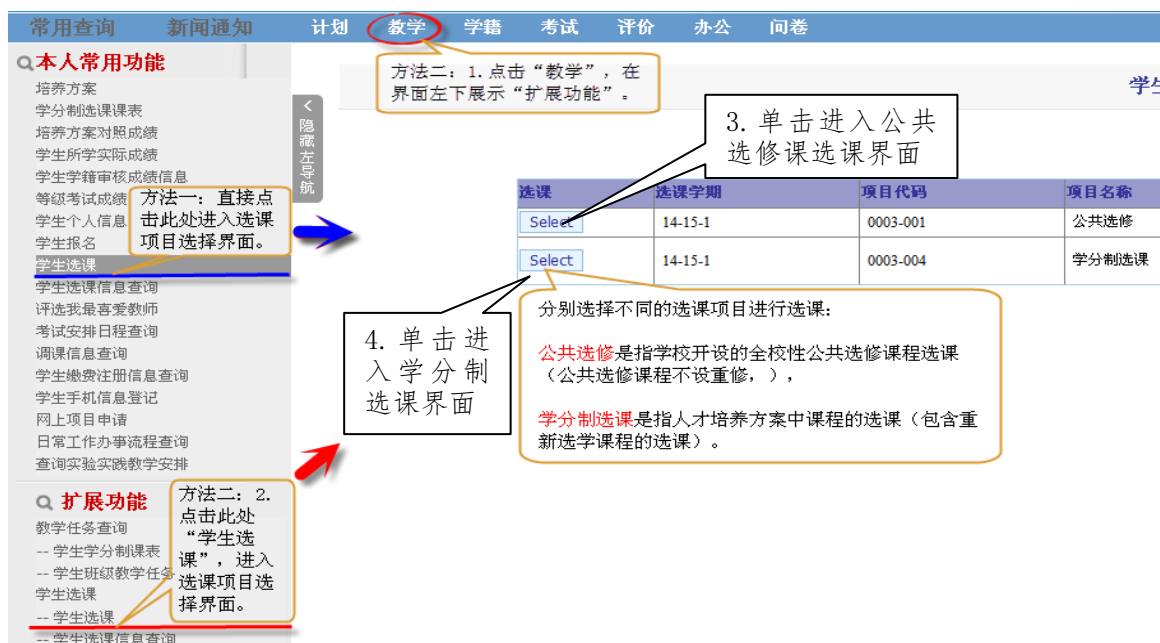 常用查询 新闻通知 计划 教学 学籍 考试 评价 办公 问卷
本人常用功能
培养方案
学分制选课课表
培养方案对照成绩
学生所学实际成绩
学生学籍审核成绩信息
等级考试成绩
学生个人信息
学生报名
学生选课
学生选课信息查询
评选我最喜爱教师
考试安排日程查询
调课信息查询
学生缴费注册信息查询
学生手机信息登记
网上项目申请
日常工作办事流程查询
查询实验实践教学安排
扩展功能
教学任务查询
-- 学生学分制课表
-- 学生班级教学任务
学生选课
-- 学生选课
-- 学生选课信息查询
方法一：直接点
击此处进入选课
项目选择界面。
方法二：2.
点击此处
“学生选
课”，进入
选课项目选
择界面。
隐藏左导航
方法二：1.点击“教学”，在
界面左下展示“扩展功能”。
学生
3.单击进入公共
选修课选课界面
选课 选课学期 项目代码 项目名称
Select 14-15-1 0003-001 公共选修
Select 14-15-1 0003-004 学分制选课
4.单击进
入学分制
选课界面
分别选择不同的选课项目进行选课：
公共选修是指学校开设的全校性公共选修课程选课
（公共选修课程不设重修，），
学分制选课是指人才培养方案中课程的选课（包含重
新选学课程的选课）。